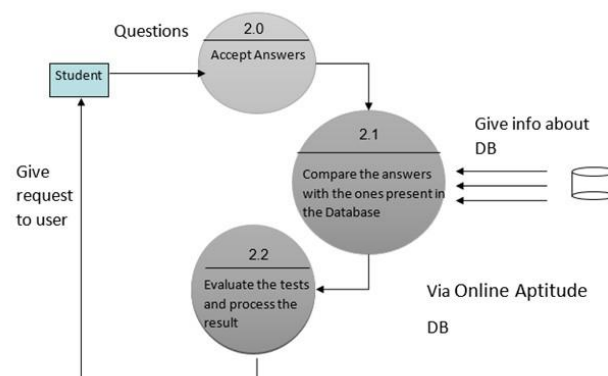 Questions
2.0
Accept Answers
Student
2.1
Compare the answers
with the ones present in
the Database
Give info about
DB
Give
request
to user
2.2
Evaluate the tests
and process the
result
Via Online Aptitude
DB